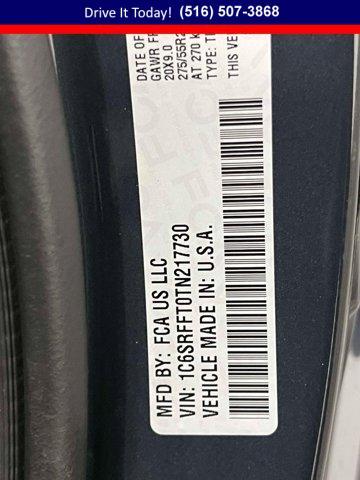 Drive It Today! (516) 507-3868
MFD BY: FCA US LLC
DATE OF
GAWR FR
20X9.0
275/55R2
AT 270 K
TYPE: T
THIS VE
VIN: 1C6SRFFT0TN217730
VEHICLE MADE IN: U.S.A.